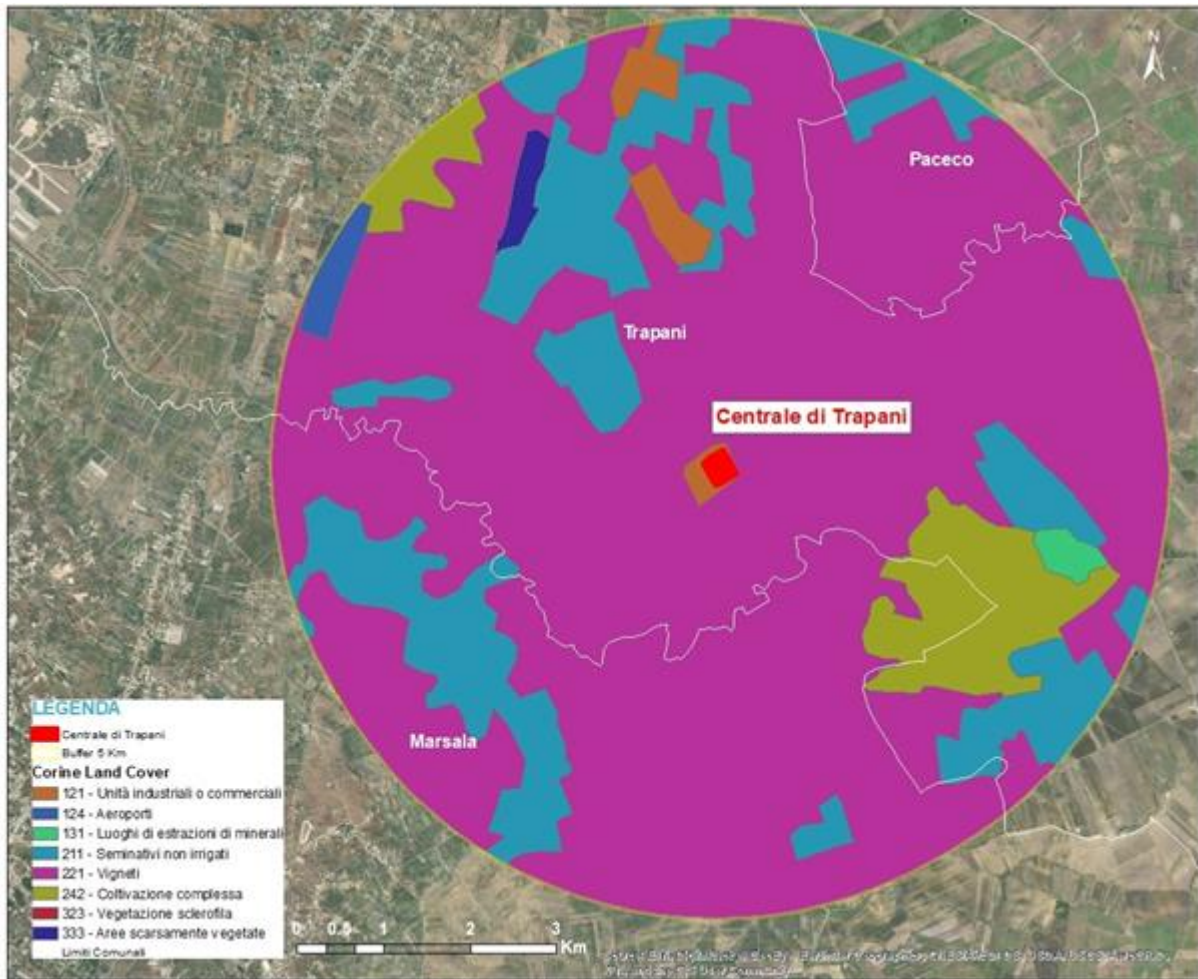 N
Paceco
Trapani
Centrale di Trapani
Marsala
LEGENDA
Centrale di Trapani
Buffer 5 Km
Corine Land Cover
121 - Unità industriali o commerciali
124 - Aeroporti
131 - Luoghi di estrazioni di minerali
211 - Seminativi non irrigati
221 - Vigneti
242 - Coltivazione complessa
323 - Vegetazione sclerofila
333 - Aree scarsamente vegetate
Limiti Comunali
0 0.5 1 2 3
Km